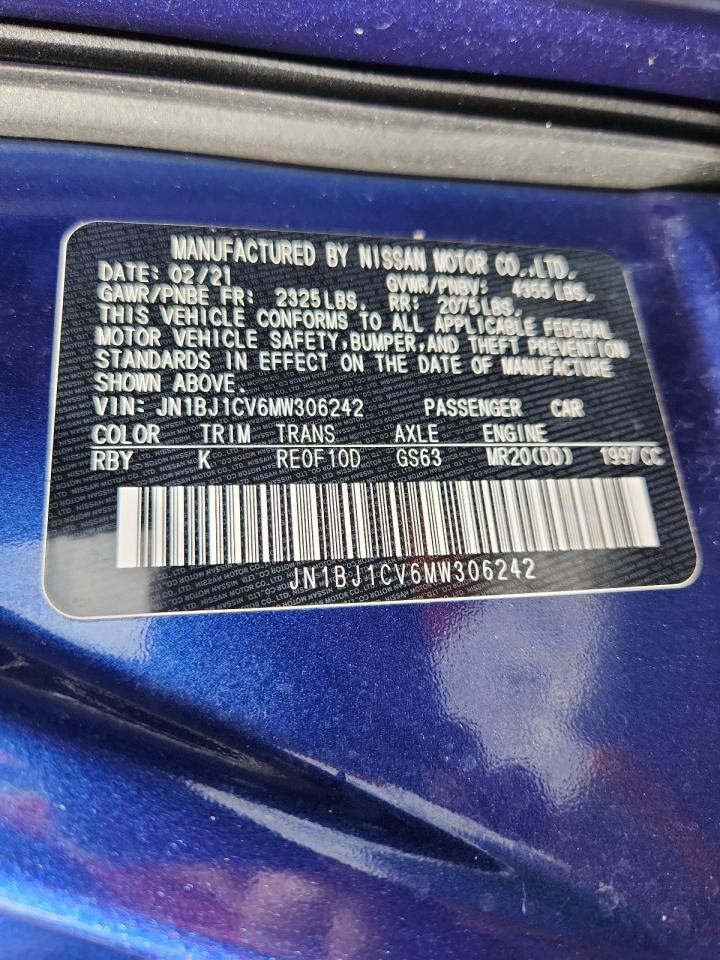 MANUFACTURED BY NISSAN MOTOR CO.,LTD.
DATE: 02/21 GVWR/PNBV: 4355 LBS.
GAWR/PNBE FR: 2325 LBS. RR: 2075 LBS.
THIS VEHICLE CONFORMS TO ALL APPLICABLE FEDERAL
MOTOR VEHICLE SAFETY,BUMPER,AND THEFT PREVENTION
STANDARDS IN EFFECT ON THE DATE OF MANUFACTURE
SHOWN ABOVE.
VIN: JN1BJ1CV6MW306242 PASSENGER CAR
COLOR TRIM TRANS AXLE ENGINE
RBY K RE0F10D GS63 MR20(DD) 1997 CC
JN1BJ1CV6MW306242